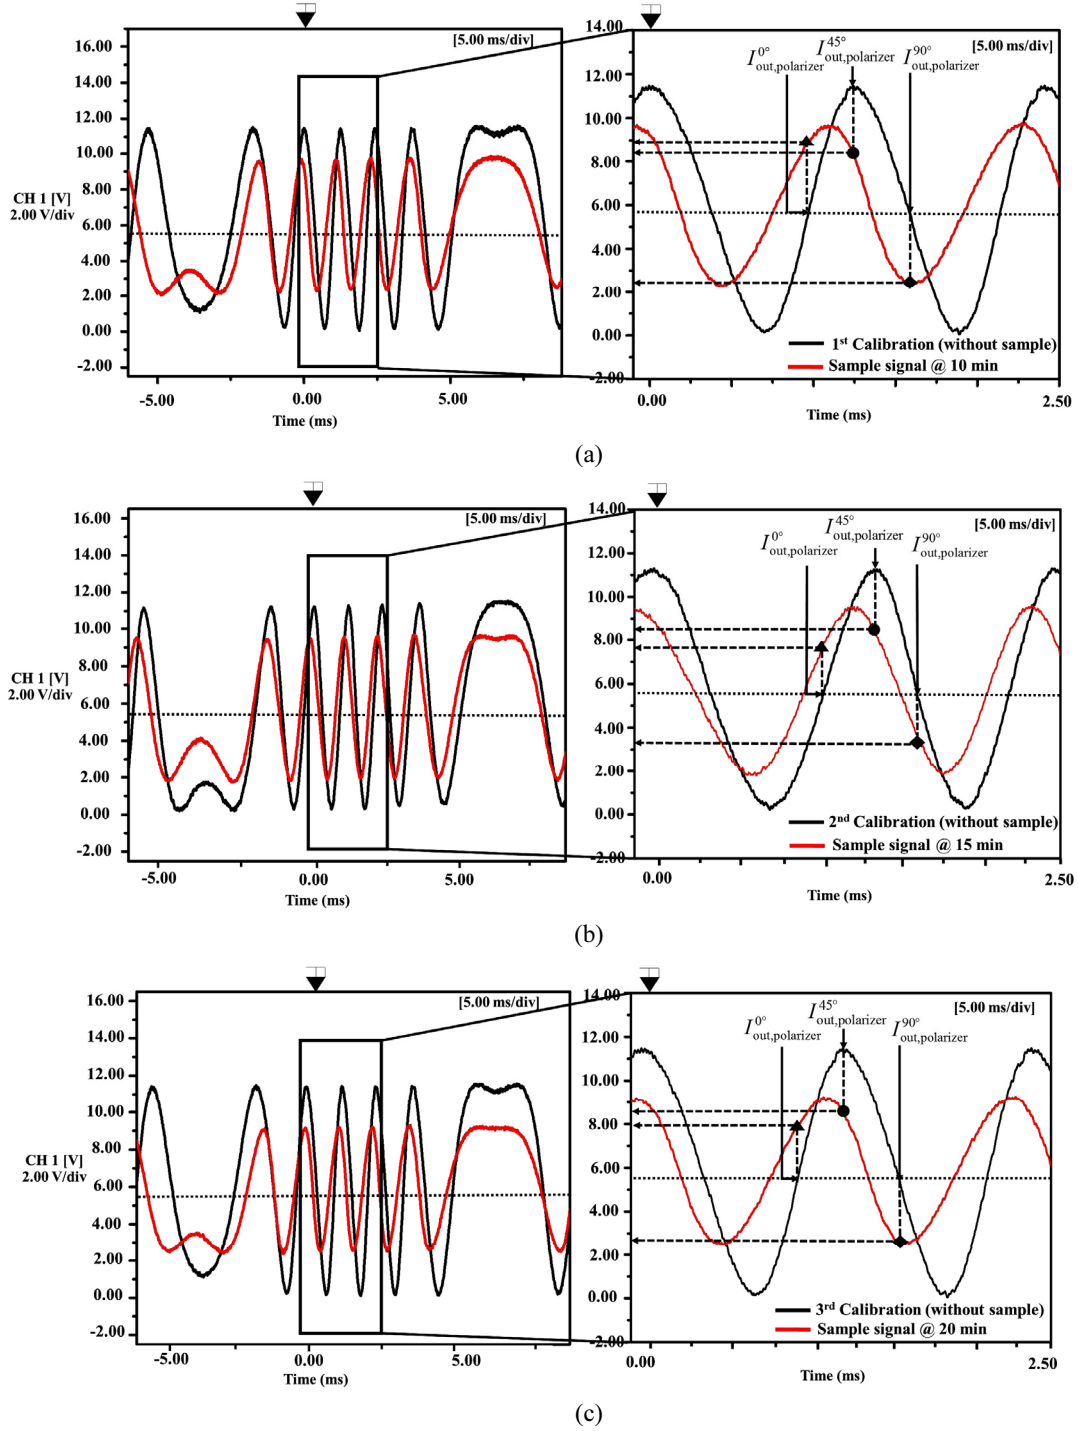 [5.00 ms/div]
16.00
14.00
12.00
10.00
8.00
6.00
4.00
2.00
0.00
-2.00
CH 1 [V]
2.00 V/div
-5.00 0.00 5.00
Time (ms)
14.00
12.00
10.00
8.00
6.00
4.00
2.00
0.00
-2.00
[5.00 ms/div]
I 0° out,polarizer
I 45° out,polarizer
I 90° out,polarizer
1st Calibration (without sample)
Sample signal @ 10 min
0.00 2.50
Time (ms)
(a)
[5.00 ms/div]
16.00
14.00
12.00
10.00
8.00
6.00
4.00
2.00
0.00
-2.00
CH 1 [V]
2.00 V/div
-5.00 0.00 5.00
Time (ms)
14.00
12.00
10.00
8.00
6.00
4.00
2.00
0.00
-2.00
[5.00 ms/div]
I 0° out,polarizer
I 45° out,polarizer
I 90° out,polarizer
2nd Calibration (without sample)
Sample signal @ 15 min
0.00 2.50
Time (ms)
(b)
[5.00 ms/div]
16.00
14.00
12.00
10.00
8.00
6.00
4.00
2.00
0.00
-2.00
CH 1 [V]
2.00 V/div
-5.00 0.00 5.00
Time (ms)
14.00
12.00
10.00
8.00
6.00
4.00
2.00
0.00
-2.00
[5.00 ms/div]
I 0° out,polarizer
I 45° out,polarizer
I 90° out,polarizer
3rd Calibration (without sample)
Sample signal @ 20 min
0.00 2.50
Time (ms)
(c)